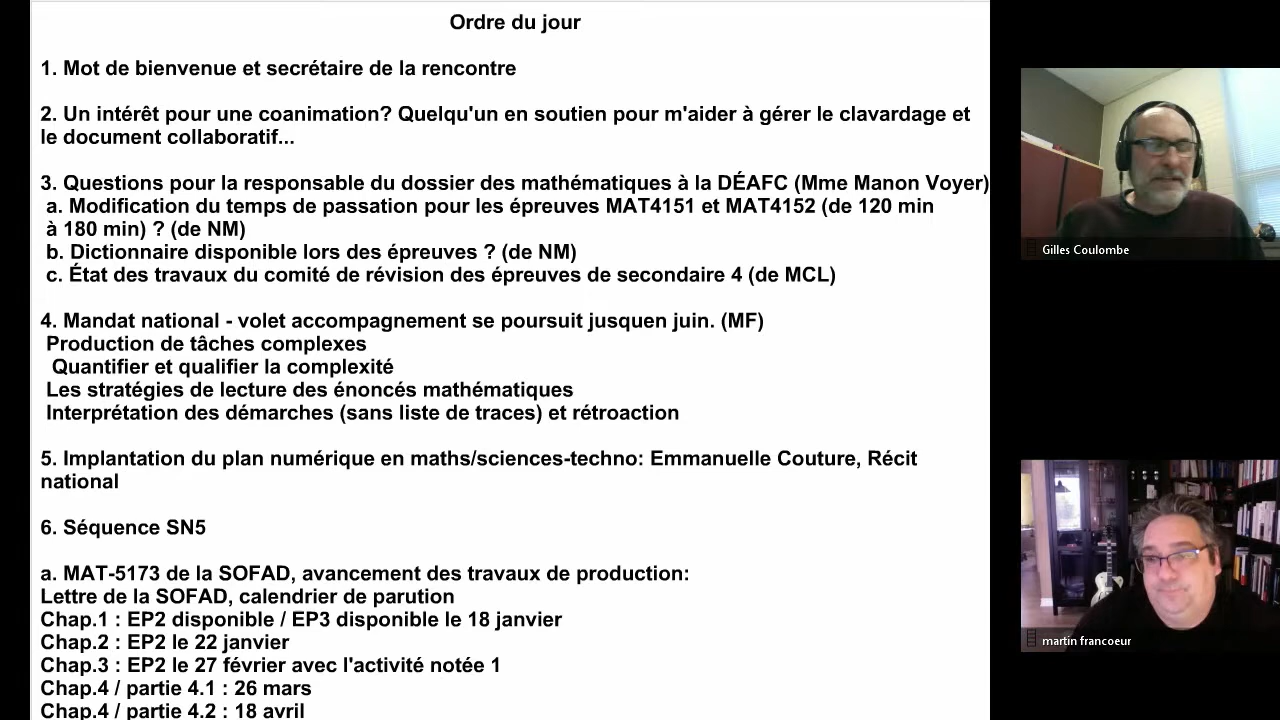 Ordre du jour
1. Mot de bienvenue et secrétaire de la rencontre
2. Un intérêt pour une coanimation? Quelqu'un en soutien pour m'aider à gérer le clavardage et
le document collaboratif...
3. Questions pour la responsable du dossier des mathématiques à la DÉAFC (Mme Manon Voyer)
a. Modification du temps de passation pour les épreuves MAT4151 et MAT4152 (de 120 min
à 180 min) ? (de NM)
b. Dictionnaire disponible lors des épreuves ? (de NM)
c. État des travaux du comité de révision des épreuves de secondaire 4 (de MCL)
4. Mandat national - volet accompagnement se poursuit jusquen juin. (MF)
Production de tâches complexes
Quantifier et qualifier la complexité
Les stratégies de lecture des énoncés mathématiques
Interprétation des démarches (sans liste de traces) et rétroaction
5. Implantation du plan numérique en maths/sciences-techno: Emmanuelle Couture, Récit
national
6. Séquence SN5
a. MAT-5173 de la SOFAD, avancement des travaux de production:
Lettre de la SOFAD, calendrier de parution
Chap.1 : EP2 disponible / EP3 disponible le 18 janvier
Chap.2 : EP2 le 22 janvier
Chap.3 : EP2 le 27 février avec l'activité notée 1
Chap.4 / partie 4.1 : 26 mars
Chap.4 / partie 4.2 : 18 avril
Gilles Coulombe
martin francoeur